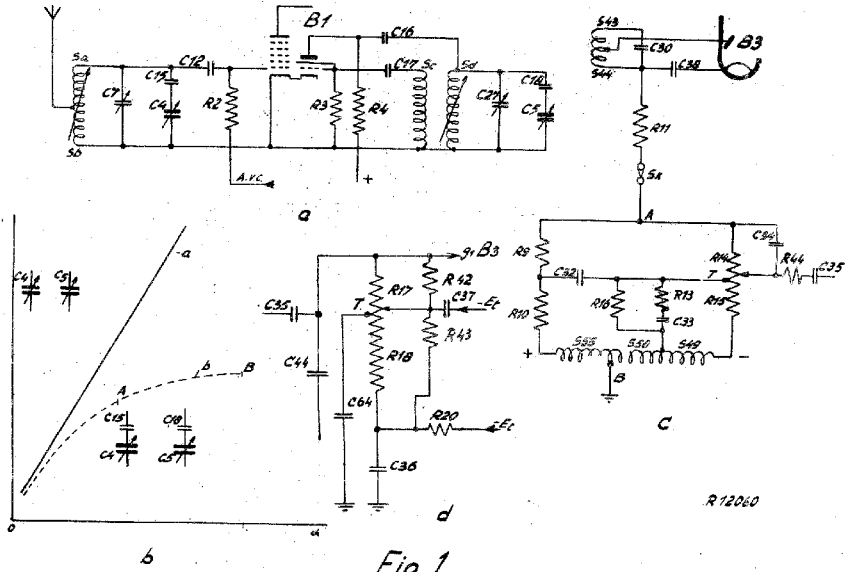 B1
C16
Sa
C12
C15
C7
C4
R2
R3
R4
C17
Sc
Sd
C18
C27
C5
Sb
A.v.c.
+
a
S43
S44
C30
B3
C38
R11
Sx
A
R9
C32
R10
R16
R13
C33
R14
T
R15
C34
R44
C35
+
S55
S50
S49
-
B
C
C4
C5
a
b
B
A
C15
C18
C4
C5
0
α
b
g1 B3
R17
R42
C37
-Et
C35
T.
R43
R18
C44
C64
R20
-Et
C36
d
R12060
Fig 1